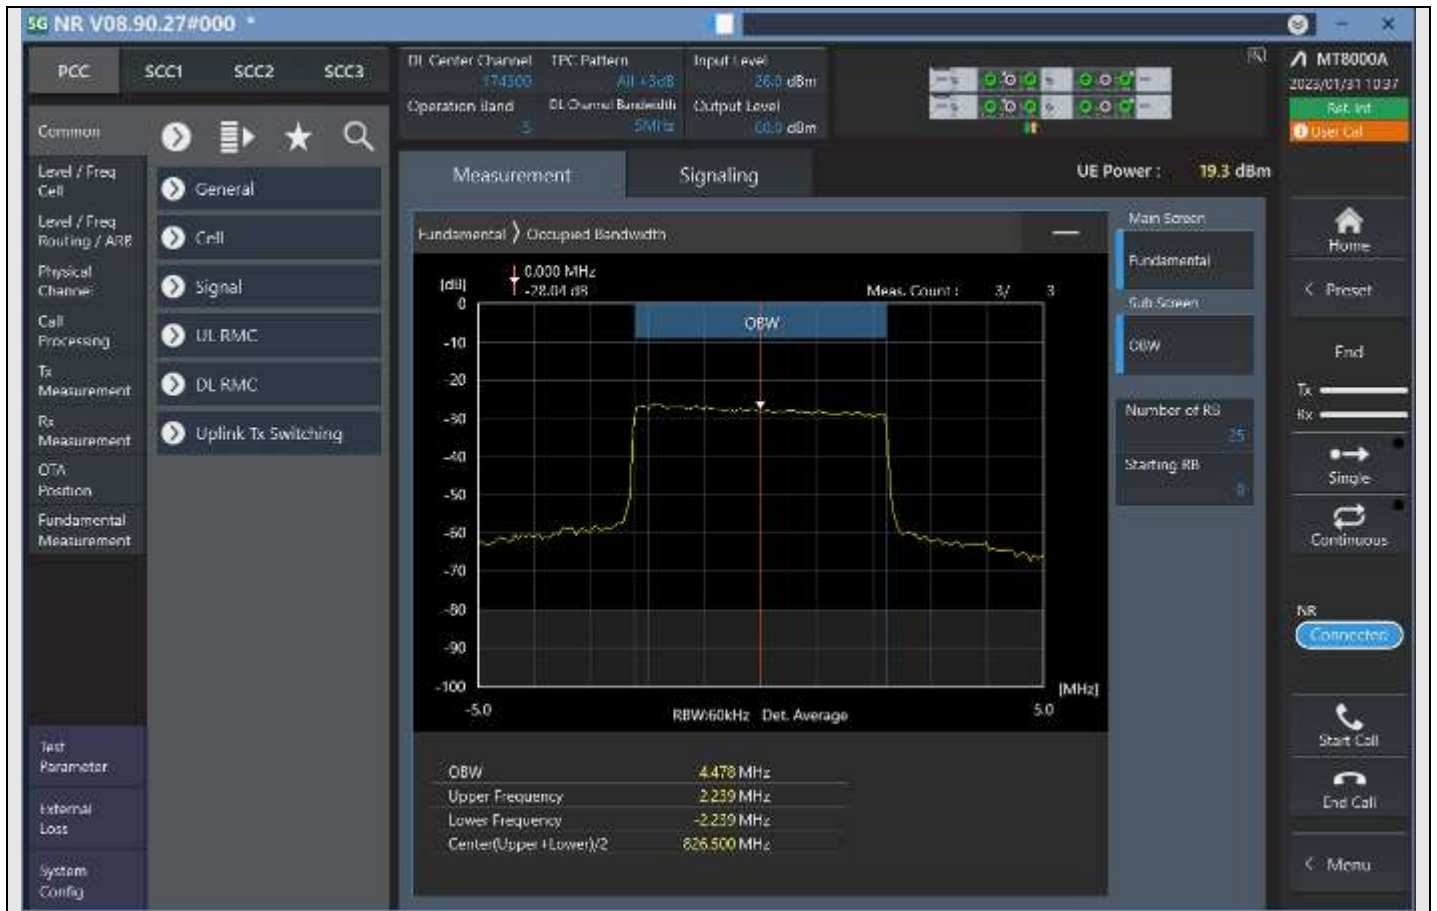 5G NR V08.90.27#000 *
PCC SCC1 SCC2 SCC3
DL Center Channel
174300
TPC Pattern
All +3dB
Input Level
26.0 dBm
Operation Band
5
DL Channel Bandwidth
5MHz
Output Level
-60.0 dBm
MT8000A
2023/01/31 10:37
Ref. Int
User Cal
Common
Level / Freq
Cell
Level / Freq
Routing / ARB
Physical
Channel
Call
Processing
Tx
Measurement
Rx
Measurement
OTA
Position
Fundamental
Measurement
Test
Parameter
External
Loss
System
Config
General
Cell
Signal
UL RMC
DL RMC
Uplink Tx Switching
Measurement
Signaling
UE Power : 19.3 dBm
Fundamental ❭ Occupied Bandwidth
0.000 MHz
-28.04 dB
Meas. Count : 3/ 3
[dB]
0
OBW
-10
-20
-30
-40
-50
-60
-70
-80
-90
-100
[MHz]
-5.0
RBW:60kHz Det. Average
5.0
OBW 4.478 MHz
Upper Frequency 2.239 MHz
Lower Frequency -2.239 MHz
Center(Upper+Lower)/2 826.500 MHz
Main Screen
Fundamental
Sub Screen
OBW
Number of RB
25
Starting RB
0
Home
< Preset
End
Tx
Rx
Single
Continuous
NR
Connected
Start Call
End Call
< Menu